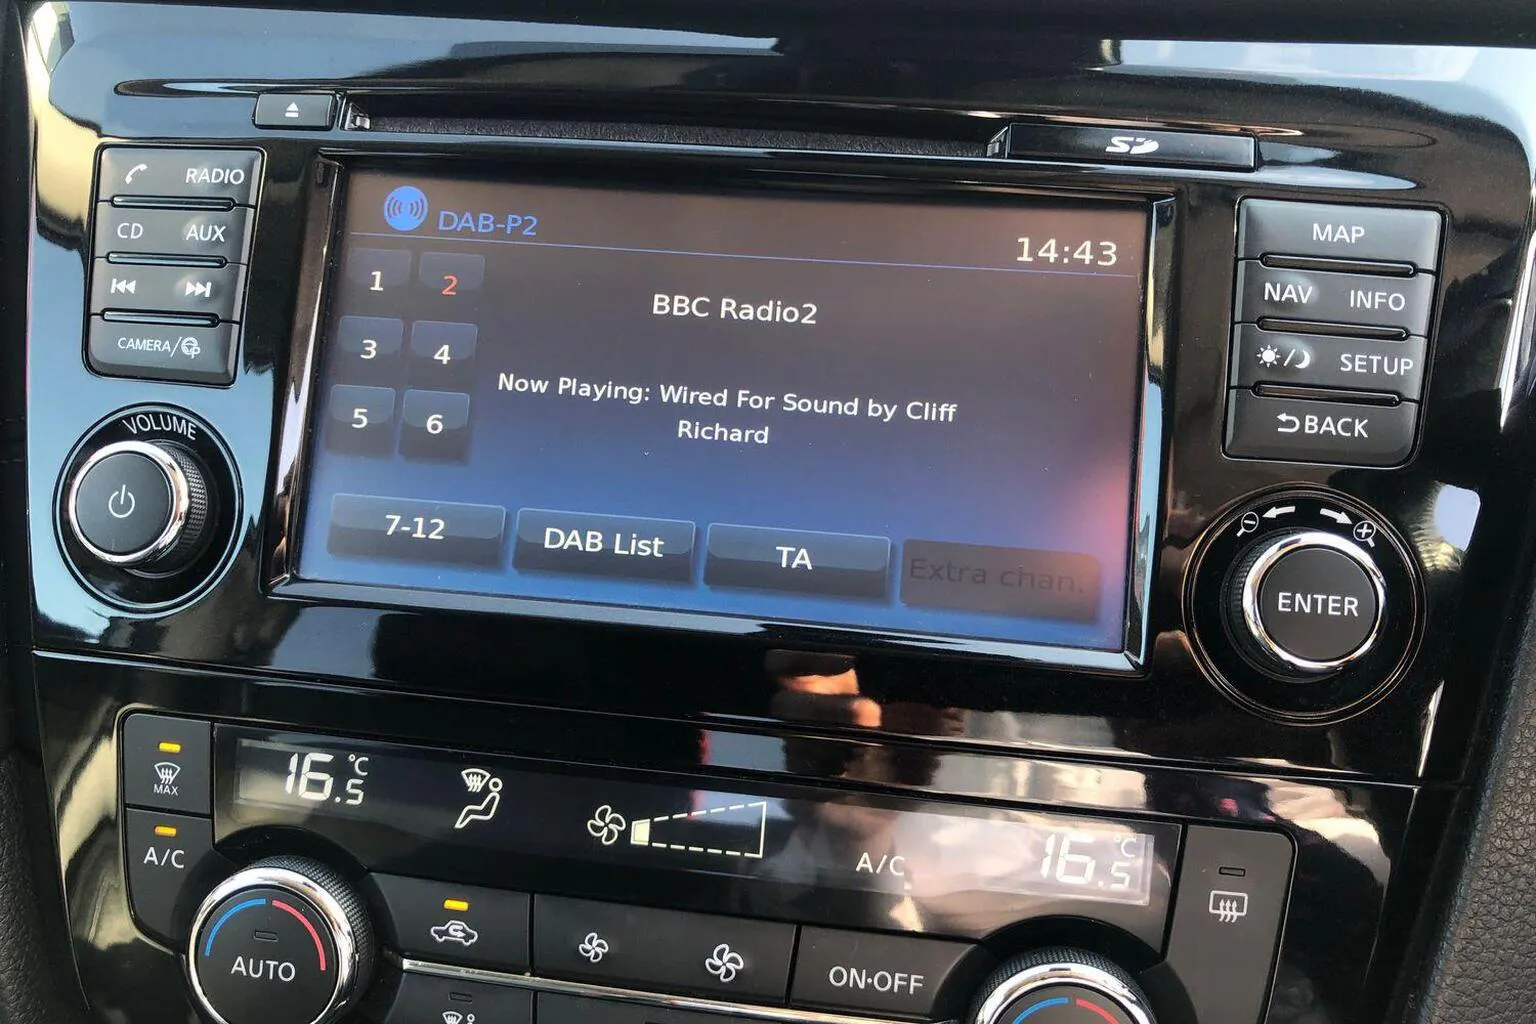 SD
RADIO
CD AUX
CAMERA/
VOLUME
DAB-P2
14:43
1 2
3 4
5 6
BBC Radio2
Now Playing: Wired For Sound by Cliff
Richard
7-12 DAB List TA Extra chan.
MAP
NAV INFO
SETUP
BACK
ENTER
MAX
A/C
16.5 °C
A/C
16.5 °C
AUTO
ON·OFF